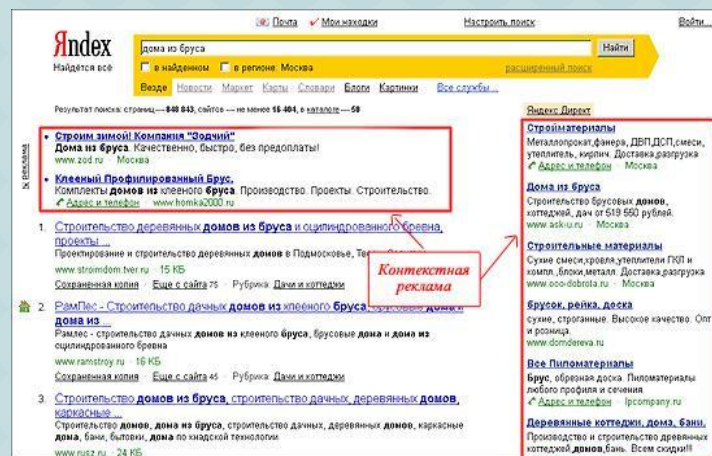 Почта Мои находки Настроить поиск Войти...
Яndex
Найдётся всё
дома из бруса Найти
в найденном в регионе: Москва расширенный поиск
Везде Новости Маркет Карты Словари Блоги Картинки Все службы...
Результат поиска: страниц — 848 843, сайтов — не менее 16 404, в каталоге — 50
реклама
Строим зимой! Компания "Зодчий"
Дома из бруса. Качественно, быстро, без предоплаты!
www.zod.ru · Москва
Клееный Профилированный Брус.
Комплекты домов из клееного бруса. Производство. Проекты. Строительство.
Адрес и телефон · www.homka2000.ru
1. Строительство деревянных домов из бруса и оцилиндрованного бревна,
проекты ...
Проектирование и строительство деревянных домов в Подмосковье,
www.stroimdom.tver.ru · 15 КБ
Сохраненная копия · Еще с сайта 75 · Рубрика: Дачи и коттеджи
2. РамЛес - Строительство дачных домов из клееного бруса, брусовые дома и
дома из ...
Рамлес - строительство дачных домов из клееного бруса, брусовые дома и дома из
оцилиндрованного бревна
www.ramstroy.ru · 16 КБ
Сохраненная копия · Еще с сайта 45 · Рубрика: Дачи и коттеджи
3. Строительство домов из бруса, строительство дачных, деревянных домов,
каркасные ...
Строительство домов, дома из бруса, строительство дачных, деревянных домов, каркасные
дома, бани, бытовки, дома по кнадской технологии
www.rusz.ru · 24 КБ
Контекстная
реклама
Яндекс Директ
Стройматериалы
Металлопрокат,фанера, ДВП,ДСП,смеси,
утеплитель, кирпич. Доставка,разгрузка
Адрес и телефон · Москва
Дома из бруса
Строительство брусовых домов,
коттеджей, дач от 519 550 рублей.
www.ask-u.ru · Москва
Строительные материалы
Сухие смеси,кровля,утеплители ГКЛ и
компл.,блоки,металл. Доставка,разгрузка
www.ooo-dobrota.ru · Москва
брусок, рейка, доска
сухие, строганные. Высокое качество. Опт
и розница.
www.domdereva.ru
Все Пиломатериалы
Брус, обрезная доска. Пиломатериалы
любого профиля и сечения.
Адрес и телефон · lpcompany.ru
Деревянные коттеджи, дома, бани.
Производство и строительство древянных
коттеджей,домов,бань. Всем скидки!!!